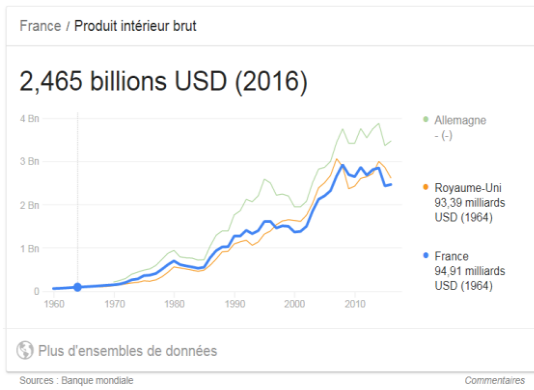 France / Produit intérieur brut
2,465 billions USD (2016)
4 Bn
3 Bn
2 Bn
1 Bn
0
1960 1970 1980 1990 2000 2010
Allemagne
- (-)
Royaume-Uni
93,39 milliards
USD (1964)
France
94,91 milliards
USD (1964)
Plus d'ensembles de données
Sources : Banque mondiale
Commentaires